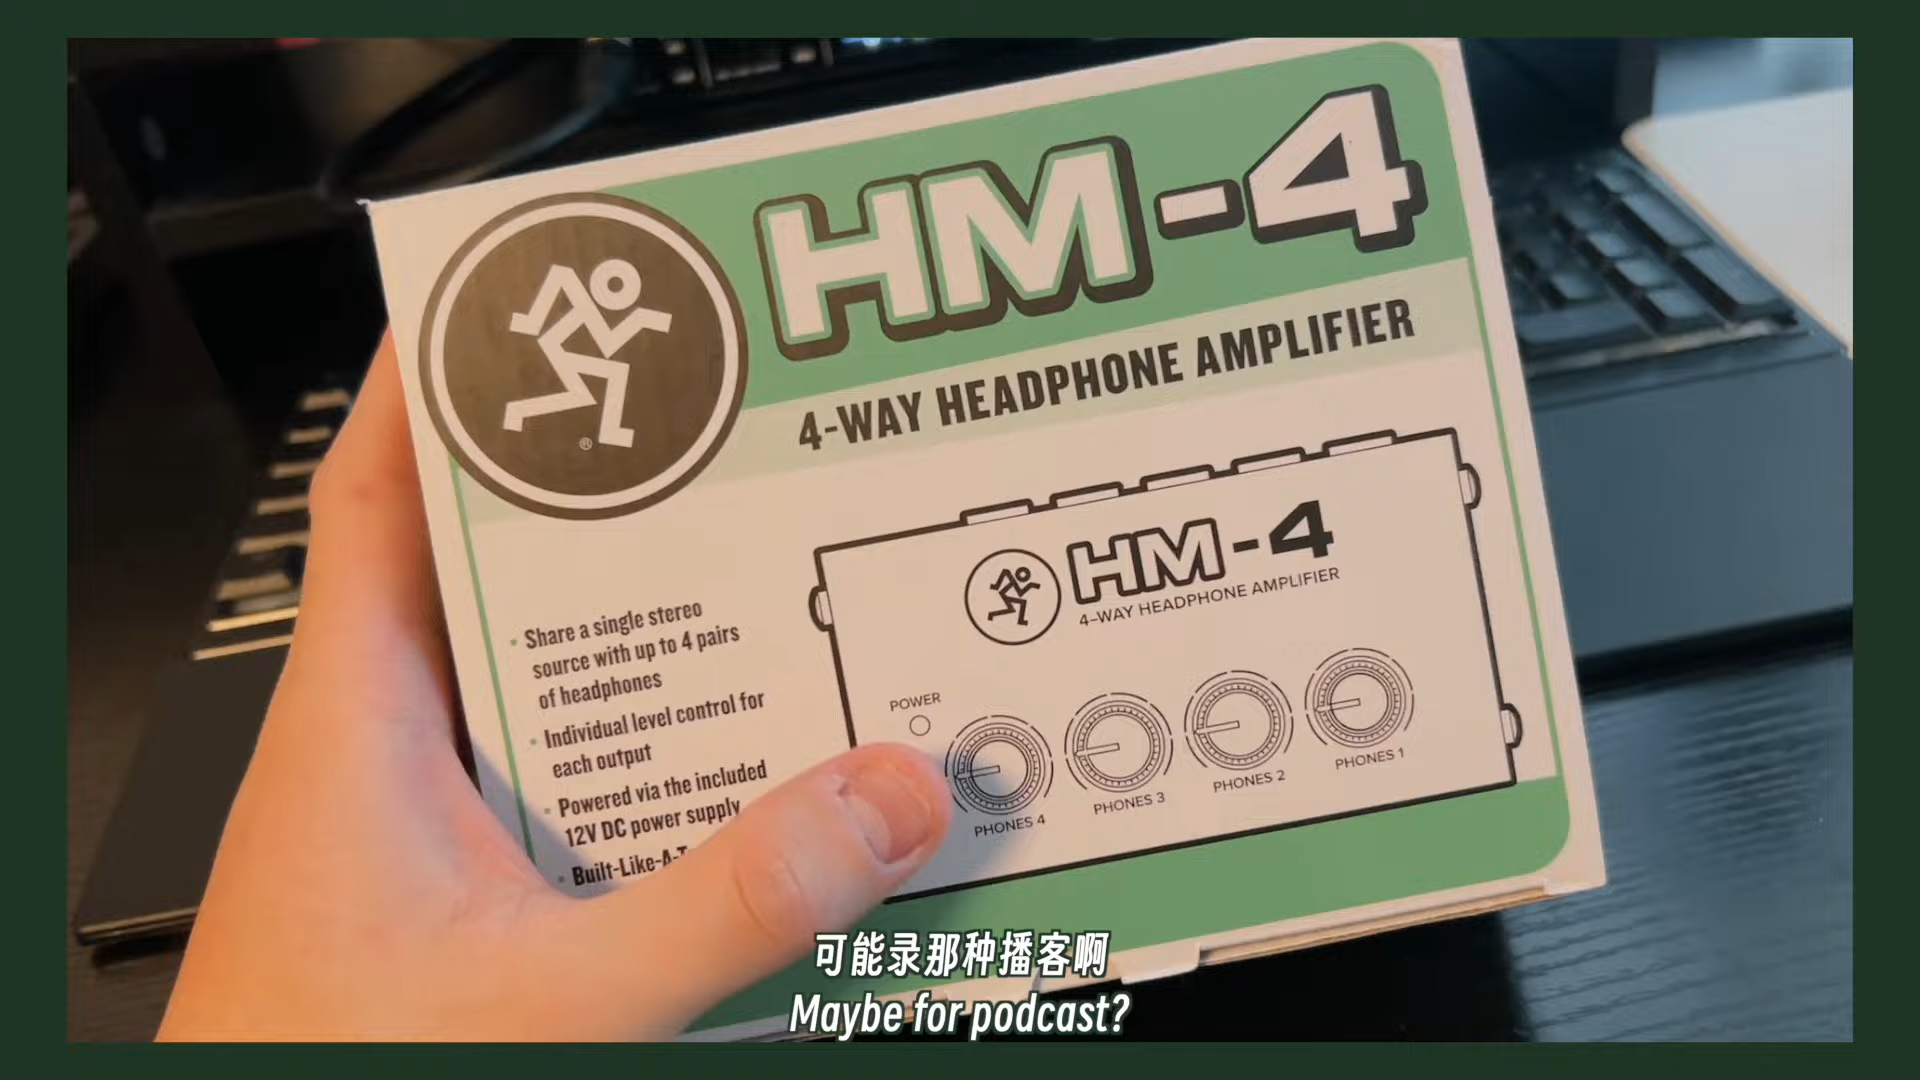 HM-4
4-WAY HEADPHONE AMPLIFIER
®
• Share a single stereo
source with up to 4 pairs
of headphones
• Individual level control for
each output
• Powered via the included
12V DC power supply
• Built-Like-A-
HM-4
4-WAY HEADPHONE AMPLIFIER
POWER
PHONES 4
PHONES 3
PHONES 2
PHONES 1
可能录那种播客啊
Maybe for podcast?